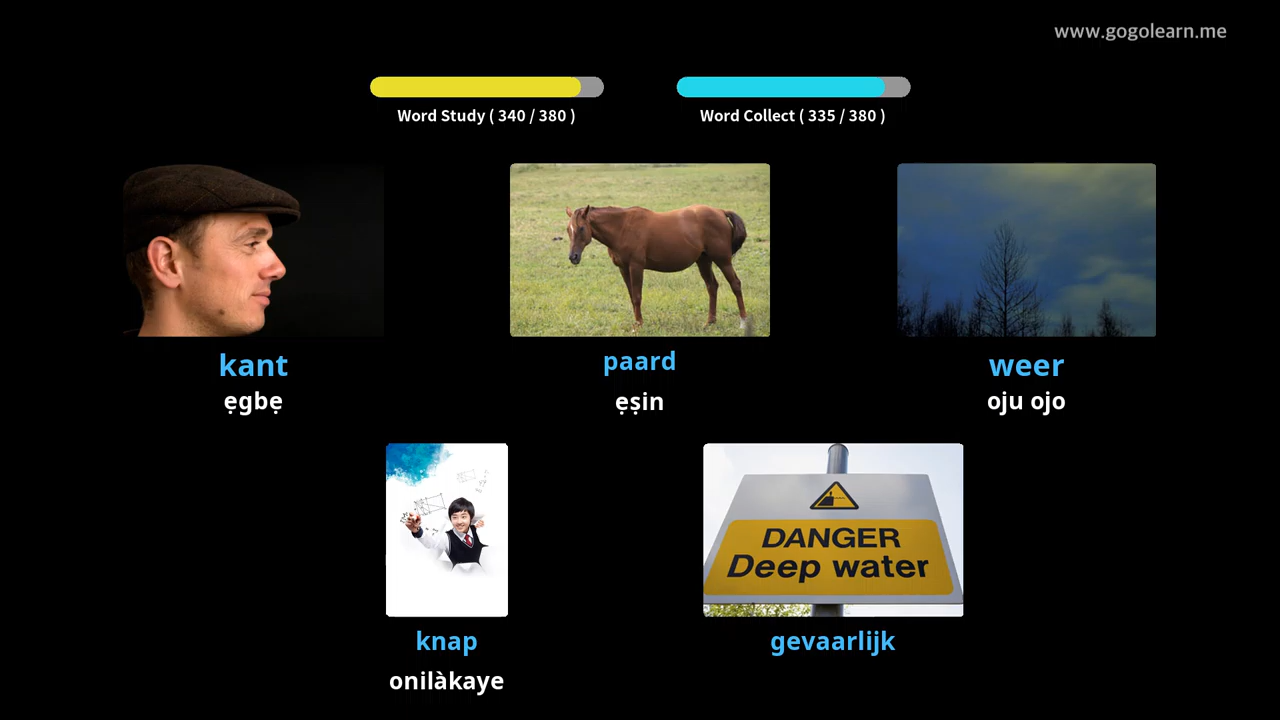 www.gogolearn.me
Word Study ( 340 / 380 )
Word Collect ( 335 / 380 )
kant
ẹgbẹ
paard
ẹṣin
weer
oju ojo
knap
onilàkaye
DANGER
Deep water
gevaarlijk